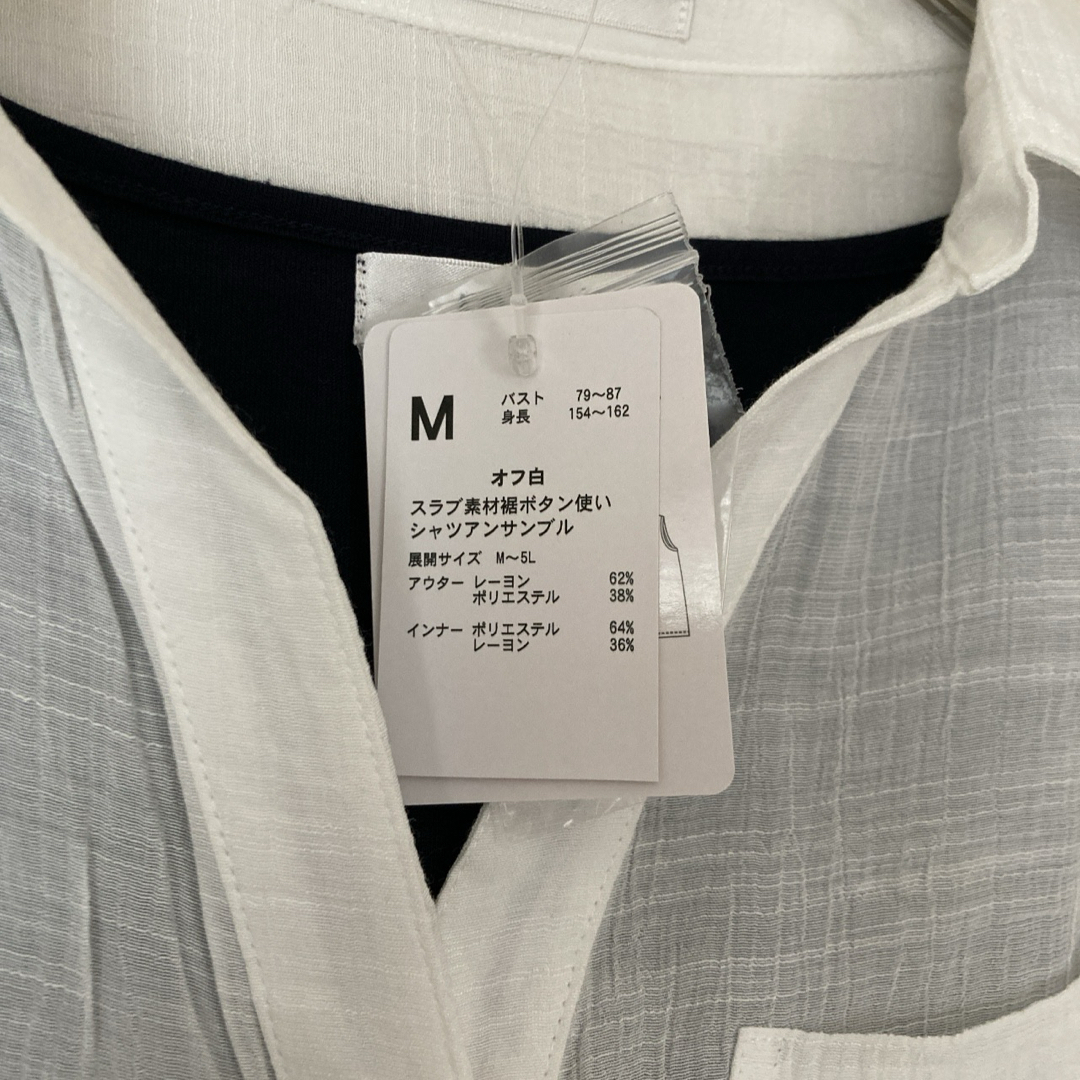 M バスト 79〜87
身長 154〜162
オフ白
スラブ素材裾ボタン使い
シャツアンサンブル
展開サイズ M〜5L
アウター レーヨン 62%
ポリエステル 38%
インナー ポリエステル 64%
レーヨン 36%